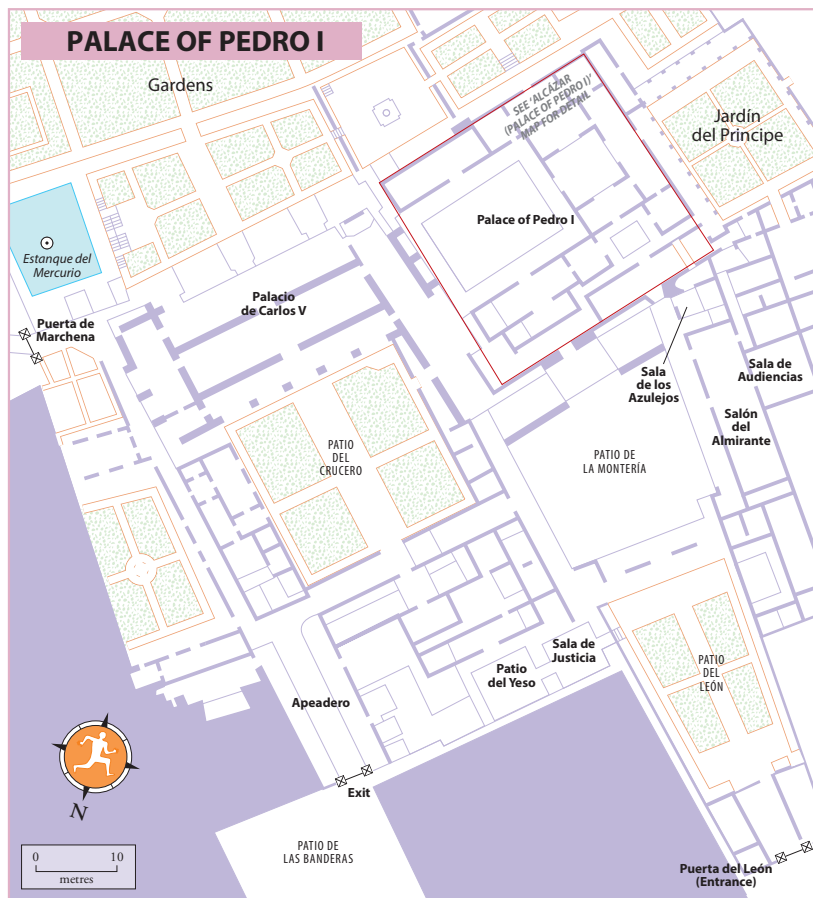 PALACE OF PEDRO I
Gardens
SEE ‘ALCÁZAR
(PALACE OF PEDRO I)’
MAP FOR DETAIL
Jardín
del Principe
Palace of Pedro I
Estanque del
Mercurio
Palacio
de Carlos V
Puerta de
Marchena
Sala
de los
Azulejos
Sala de
Audiencias
Salón
del
Almirante
PATIO
DEL
CRUCERO
PATIO DE
LA MONTERÍA
Sala de
Justicia
Patio
del Yeso
PATIO
DEL
LEÓN
Apeadero
N
Exit
0 10
metres
PATIO DE
LAS BANDERAS
Puerta del León
(Entrance)